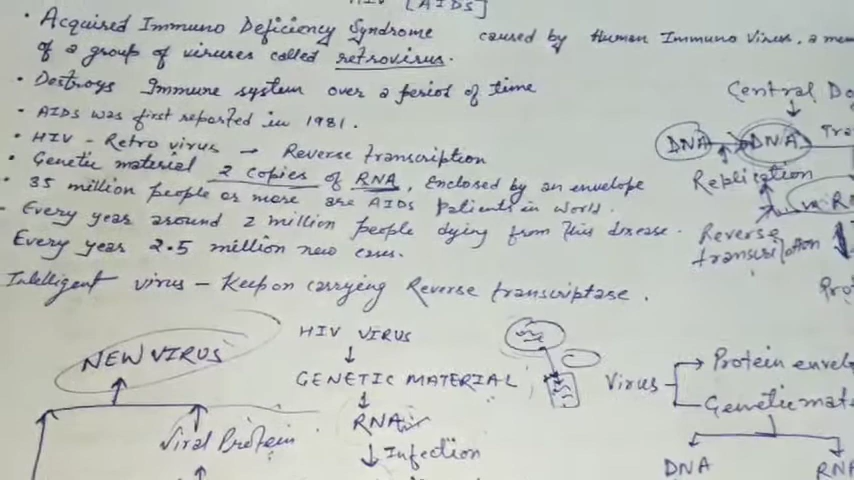 HIV [AIDs]
• Acquired Immuno Deficiency Syndrome caused by Human Immuno Virus, a mem
of a group of viruses called retrovirus.
• Destroys Immune system over a period of time
• AIDs was first reported in 1981.
• HIV - Retro virus → Reverse transcription
• Genetic material 2 copies of RNA, Enclosed by an envelope
• 35 million people or more are AIDs Patients in World.
- Every year around 2 million people dying from this disease.
Every year 2.5 million new cases.
Intelligent virus - Keep on carrying Reverse transcriptase.
Central Do
DNA → DNA → Tra
Replication
Reverse
transcription
Pro
NEW VIRUS
Viral Protein
HIV VIRUS
↓
GENETIC MATERIAL
↓
RNA
↓ Infection
Virus → Protein envel
Genetic mat
DNA RN